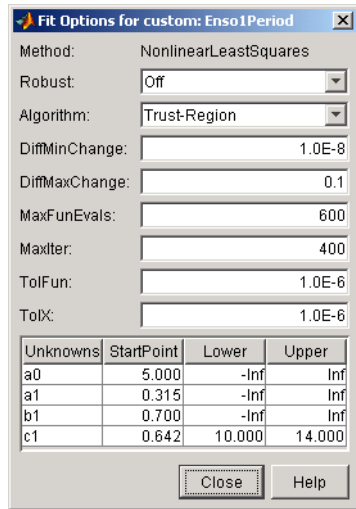 Fit Options for custom: Enso1Period
Method: NonlinearLeastSquares
Robust: Off
Algorithm: Trust-Region
DiffMinChange: 1.0E-8
DiffMaxChange: 0.1
MaxFunEvals: 600
MaxIter: 400
TolFun: 1.0E-6
TolX: 1.0E-6
Unknowns StartPoint Lower Upper
a0 5.000 -Inf Inf
a1 0.315 -Inf Inf
b1 0.700 -Inf Inf
c1 0.642 10.000 14.000
Close Help